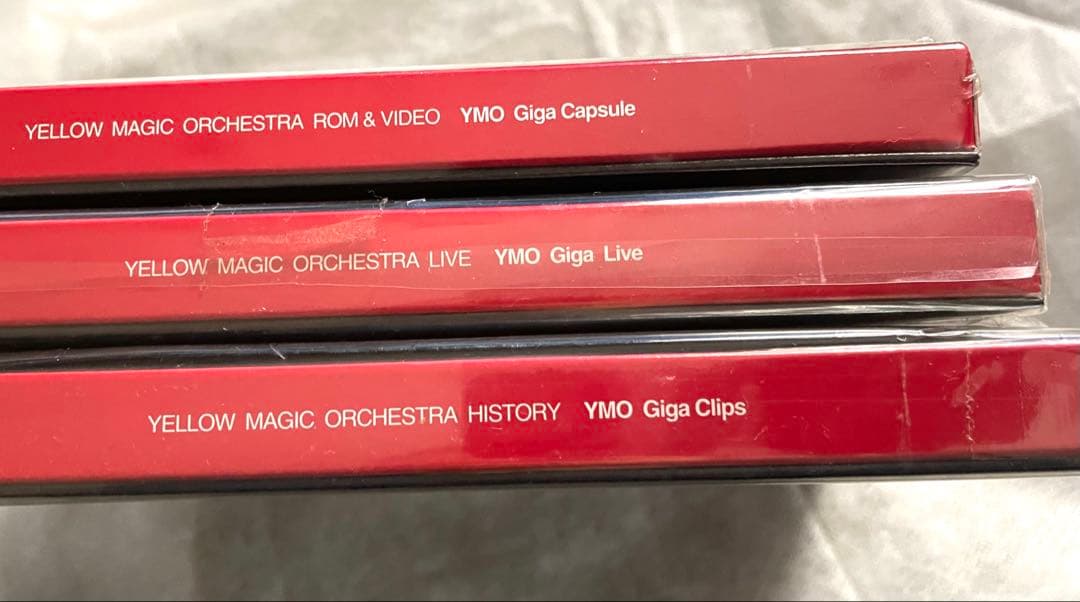 YELLOW MAGIC ORCHESTRA ROM & VIDEO YMO Giga Capsule
YELLOW MAGIC ORCHESTRA LIVE YMO Giga Live
YELLOW MAGIC ORCHESTRA HISTORY YMO Giga Clips